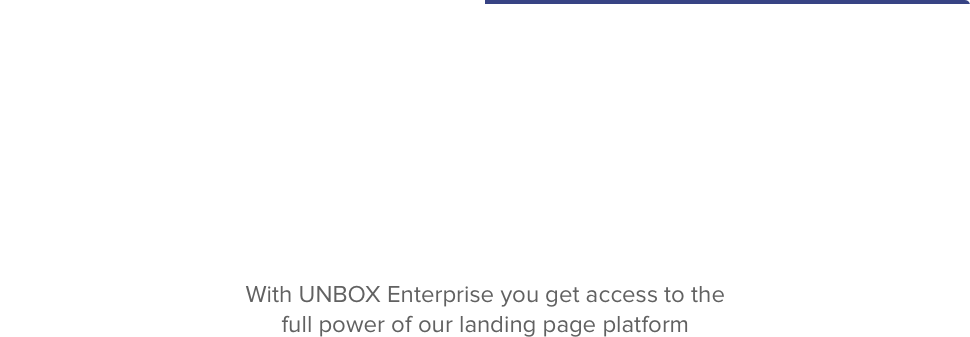 With UNBOX Enterprise you get access to the
full power of our landing page platform